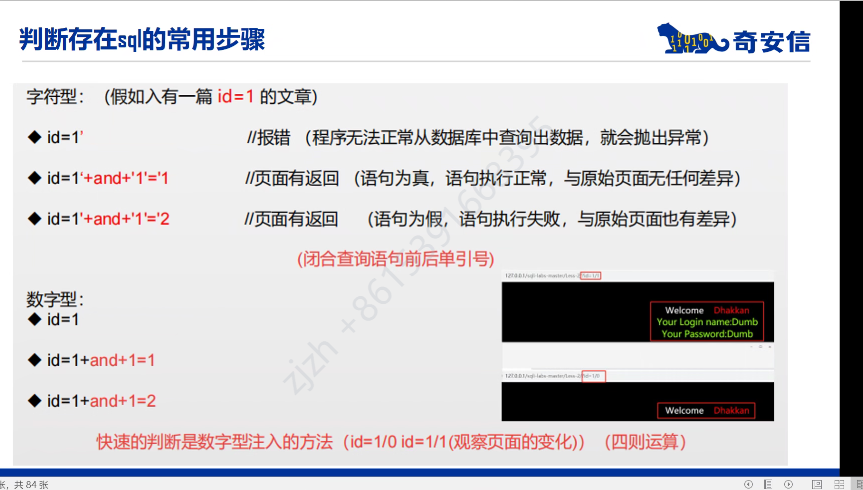 判断存在sql的常用步骤
奇安信
字符型：（假如入有一篇 id=1 的文章）
◆ id=1' //报错 （程序无法正常从数据库中查询出数据，就会抛出异常）
◆ id=1'+and+'1'='1 //页面有返回 （语句为真，语句执行正常，与原始页面无任何差异）
◆ id=1'+and+'1'='2 //页面有返回 （语句为假，语句执行失败，与原始页面也有差异）
(闭合查询语句前后单引号)
127.0.0.1/sqli-labs-master/Less-2/?id=1/1
数字型：
Welcome Dhakkan
◆ id=1
Your Login name:Dumb
Your Password:Dumb
◆ id=1+and+1=1
127.0.0.1/sqli-labs-master/Less-2/?id=1/0
◆ id=1+and+1=2
Welcome Dhakkan
快速的判断是数字型注入的方法（id=1/0 id=1/1(观察页面的变化)）（四则运算）
张，共 84 张